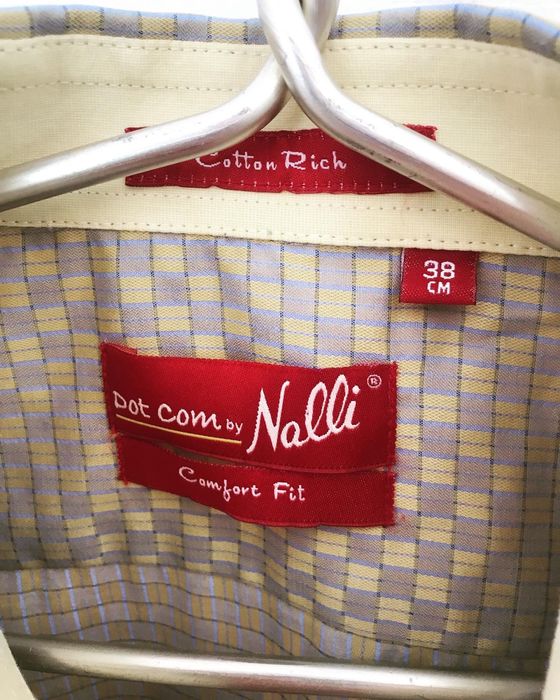 Cotton Rich
38
CM
Dot com by Nalli ®
Comfort Fit